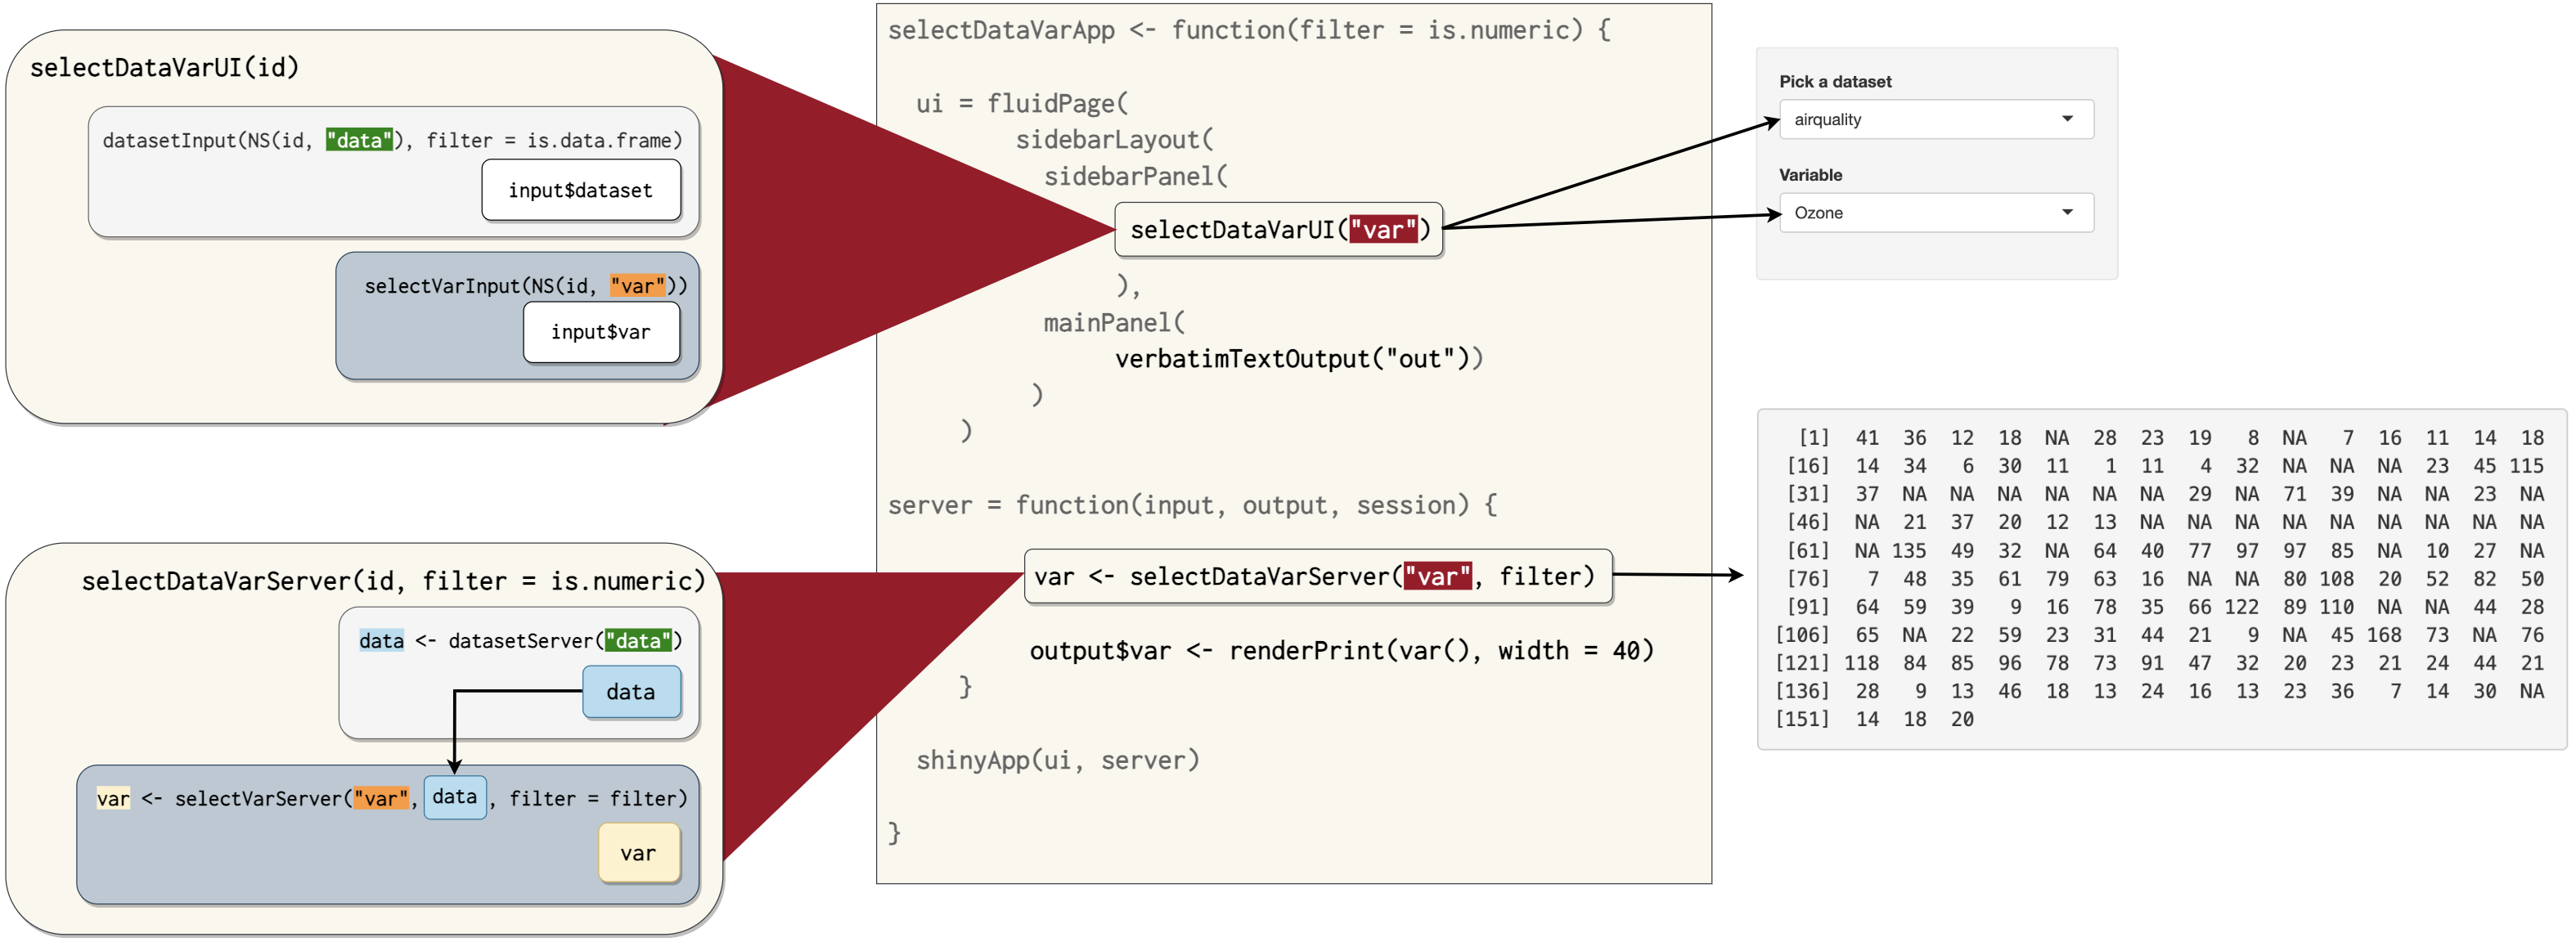 selectDataVarUI(id)
datasetInput(NS(id, "data"), filter = is.data.frame)
input$dataset
selectVarInput(NS(id, "var"))
input$var
selectDataVarServer(id, filter = is.numeric)
data <- datasetServer("data")
data
var <- selectVarServer("var", data, filter = filter)
var
selectDataVarApp <- function(filter = is.numeric) {
ui = fluidPage(
sidebarLayout(
sidebarPanel(
selectDataVarUI("var")
),
mainPanel(
verbatimTextOutput("out"))
)
)
server = function(input, output, session) {
var <- selectDataVarServer("var", filter)
output$var <- renderPrint(var(), width = 40)
}
shinyApp(ui, server)
}
Pick a dataset
airquality
Variable
Ozone
[1] 41 36 12 18 NA 28 23 19 8 NA 7 16 11 14 18
[16] 14 34 6 30 11 1 11 4 32 NA NA NA 23 45 115
[31] 37 NA NA NA NA NA NA 29 NA 71 39 NA NA 23 NA
[46] NA 21 37 20 12 13 NA NA NA NA NA NA NA NA NA
[61] NA 135 49 32 NA 64 40 77 97 97 85 NA 10 27 NA
[76] 7 48 35 61 79 63 16 NA NA 80 108 20 52 82 50
[91] 64 59 39 9 16 78 35 66 122 89 110 NA NA 44 28
[106] 65 NA 22 59 23 31 44 21 9 NA 45 168 73 NA 76
[121] 118 84 85 96 78 73 91 47 32 20 23 21 24 44 21
[136] 28 9 13 46 18 13 24 16 13 23 36 7 14 30 NA
[151] 14 18 20